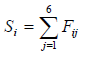 $S_i = \sum_{j=1}^{6} F_{ij}$